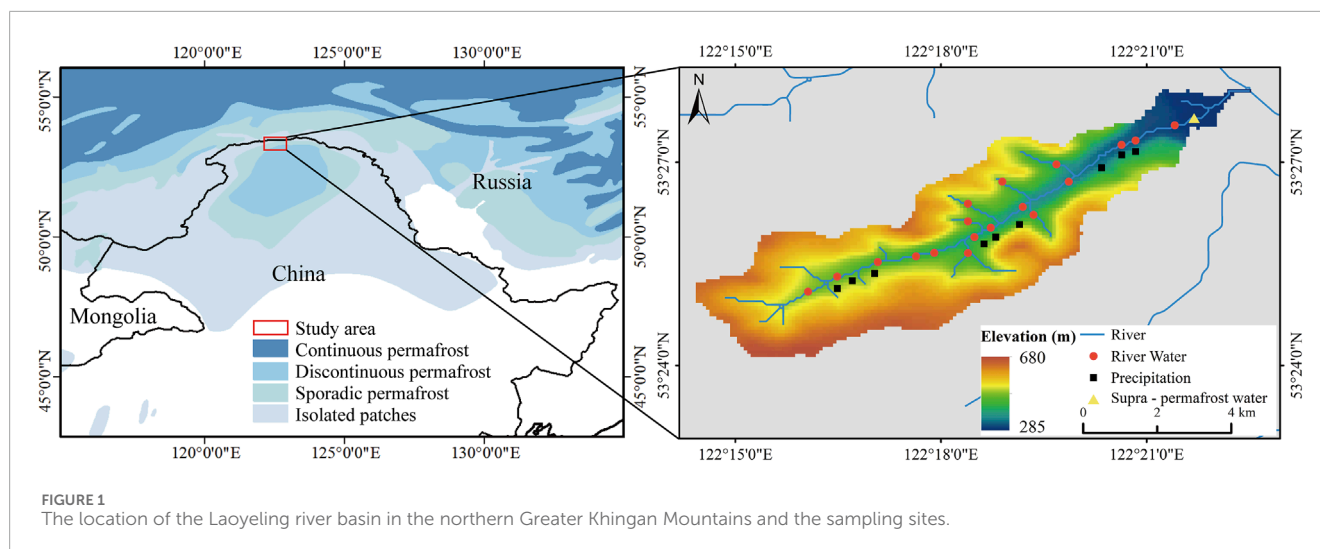 120°0'0"E 125°0'0"E 130°0'0"E
122°15'0"E 122°18'0"E 122°21'0"E
55°0'0"N
50°0'0"N
45°0'0"N
Russia
China
Mongolia
Study area
Continuous permafrost
Discontinuous permafrost
Sporadic permafrost
Isolated patches
55°0'0"N
50°0'0"N
45°0'0"N
120°0'0"E 125°0'0"E 130°0'0"E
N
53°27'0"N
53°24'0"N
Elevation (m)
680
285
River
River Water
Precipitation
Supra - permafrost water
0 2 4 km
53°27'0"N
53°24'0"N
122°15'0"E 122°18'0"E 122°21'0"E
FIGURE 1
The location of the Laoyeling river basin in the northern Greater Khingan Mountains and the sampling sites.